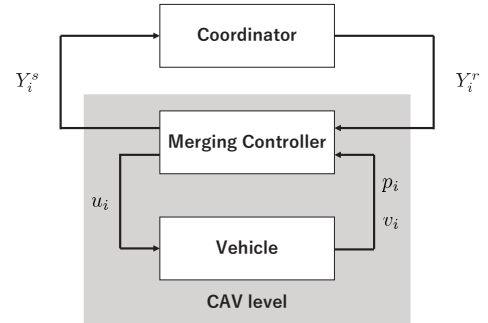 Coordinator
Y_i^s
Y_i^r
Merging Controller
p_i
u_i
v_i
Vehicle
CAV level